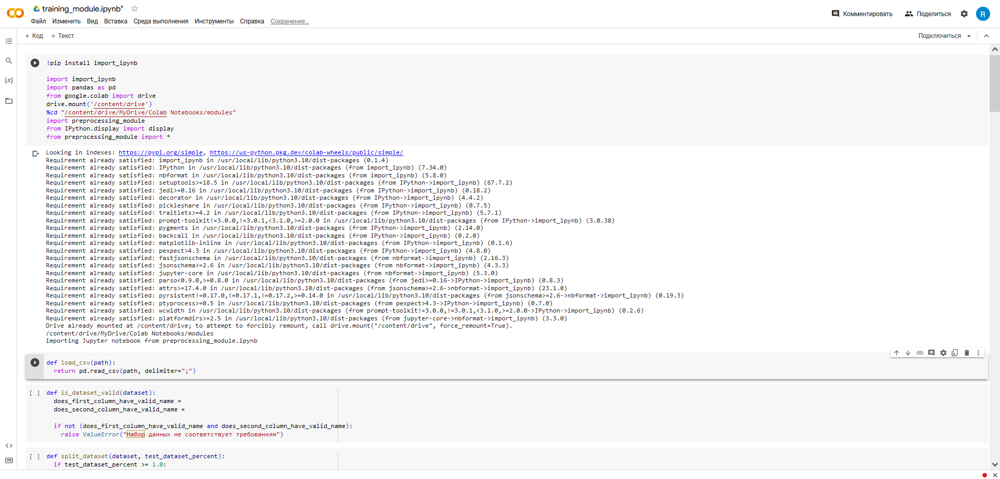 training_module.ipynb"
Файл Изменить Вид Вставка Среда выполнения Инструменты Справка Сохранение...
Комментировать Поделиться R
+ Код + Текст Подключиться
!pip install import_ipynb
import import_ipynb
import pandas as pd
from google.colab import drive
drive.mount('/content/drive')
%cd "/content/drive/MyDrive/Colab Notebooks/modules"
import preprocessing_module
from IPython.display import display
from preprocessing_module import *
Looking in indexes: https://pypi.org/simple, https://us-python.pkg.dev/colab-wheels/public/simple/
Requirement already satisfied: import_ipynb in /usr/local/lib/python3.10/dist-packages (0.1.4)
Requirement already satisfied: IPython in /usr/local/lib/python3.10/dist-packages (from import_ipynb) (7.34.0)
Requirement already satisfied: nbformat in /usr/local/lib/python3.10/dist-packages (from import_ipynb) (5.8.0)
Requirement already satisfied: setuptools>=18.5 in /usr/local/lib/python3.10/dist-packages (from IPython->import_ipynb) (67.7.2)
Requirement already satisfied: jedi>=0.16 in /usr/local/lib/python3.10/dist-packages (from IPython->import_ipynb) (0.18.2)
Requirement already satisfied: decorator in /usr/local/lib/python3.10/dist-packages (from IPython->import_ipynb) (4.4.2)
Requirement already satisfied: pickleshare in /usr/local/lib/python3.10/dist-packages (from IPython->import_ipynb) (0.7.5)
Requirement already satisfied: traitlets>=4.2 in /usr/local/lib/python3.10/dist-packages (from IPython->import_ipynb) (5.7.1)
Requirement already satisfied: prompt-toolkit!=3.0.0,!=3.0.1,<3.1.0,>=2.0.0 in /usr/local/lib/python3.10/dist-packages (from IPython->import_ipynb) (3.0.38)
Requirement already satisfied: pygments in /usr/local/lib/python3.10/dist-packages (from IPython->import_ipynb) (2.14.0)
Requirement already satisfied: backcall in /usr/local/lib/python3.10/dist-packages (from IPython->import_ipynb) (0.2.0)
Requirement already satisfied: matplotlib-inline in /usr/local/lib/python3.10/dist-packages (from IPython->import_ipynb) (0.1.6)
Requirement already satisfied: pexpect>4.3 in /usr/local/lib/python3.10/dist-packages (from IPython->import_ipynb) (4.8.0)
Requirement already satisfied: fastjsonschema in /usr/local/lib/python3.10/dist-packages (from nbformat->import_ipynb) (2.16.3)
Requirement already satisfied: jsonschema>=2.6 in /usr/local/lib/python3.10/dist-packages (from nbformat->import_ipynb) (4.3.3)
Requirement already satisfied: jupyter-core in /usr/local/lib/python3.10/dist-packages (from nbformat->import_ipynb) (5.3.0)
Requirement already satisfied: parso<0.9.0,>=0.8.0 in /usr/local/lib/python3.10/dist-packages (from jedi>=0.16->IPython->import_ipynb) (0.8.3)
Requirement already satisfied: attrs>=17.4.0 in /usr/local/lib/python3.10/dist-packages (from jsonschema>=2.6->nbformat->import_ipynb) (23.1.0)
Requirement already satisfied: pyrsistent!=0.17.0,!=0.17.1,!=0.17.2,>=0.14.0 in /usr/local/lib/python3.10/dist-packages (from jsonschema>=2.6->nbformat->import_ipynb) (0.19.3)
Requirement already satisfied: ptyprocess>=0.5 in /usr/local/lib/python3.10/dist-packages (from pexpect>4.3->IPython->import_ipynb) (0.7.0)
Requirement already satisfied: wcwidth in /usr/local/lib/python3.10/dist-packages (from prompt-toolkit!=3.0.0,!=3.0.1,<3.1.0,>=2.0.0->IPython->import_ipynb) (0.2.6)
Requirement already satisfied: platformdirs>=2.5 in /usr/local/lib/python3.10/dist-packages (from jupyter-core->nbformat->import_ipynb) (3.3.0)
Drive already mounted at /content/drive; to attempt to forcibly remount, call drive.mount("/content/drive", force_remount=True).
/content/drive/MyDrive/Colab Notebooks/modules
importing Jupyter notebook from preprocessing_module.ipynb
def load_csv(path):
return pd.read_csv(path, delimiter=";")
[ ] def is_dataset_valid(dataset):
does_first_column_have_valid_name =
does_second_column_have_valid_name =
if not (does_first_column_have_valid_name and does_second_column_have_valid_name):
raise ValueError("Набор данных не соответствует требованиям")
[ ] def split_dataset(dataset, test_dataset_percent):
if test_dataset_percent >= 1.0: